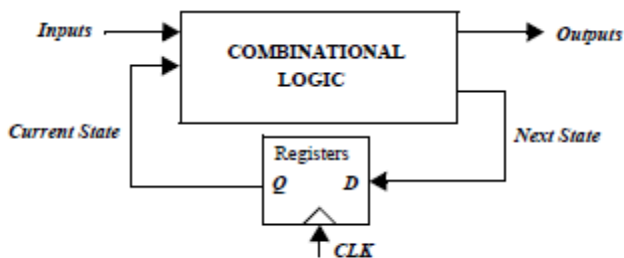 Inputs
Outputs
COMBINATIONAL
LOGIC
Current State
Next State
Registers
Q
D
CLK